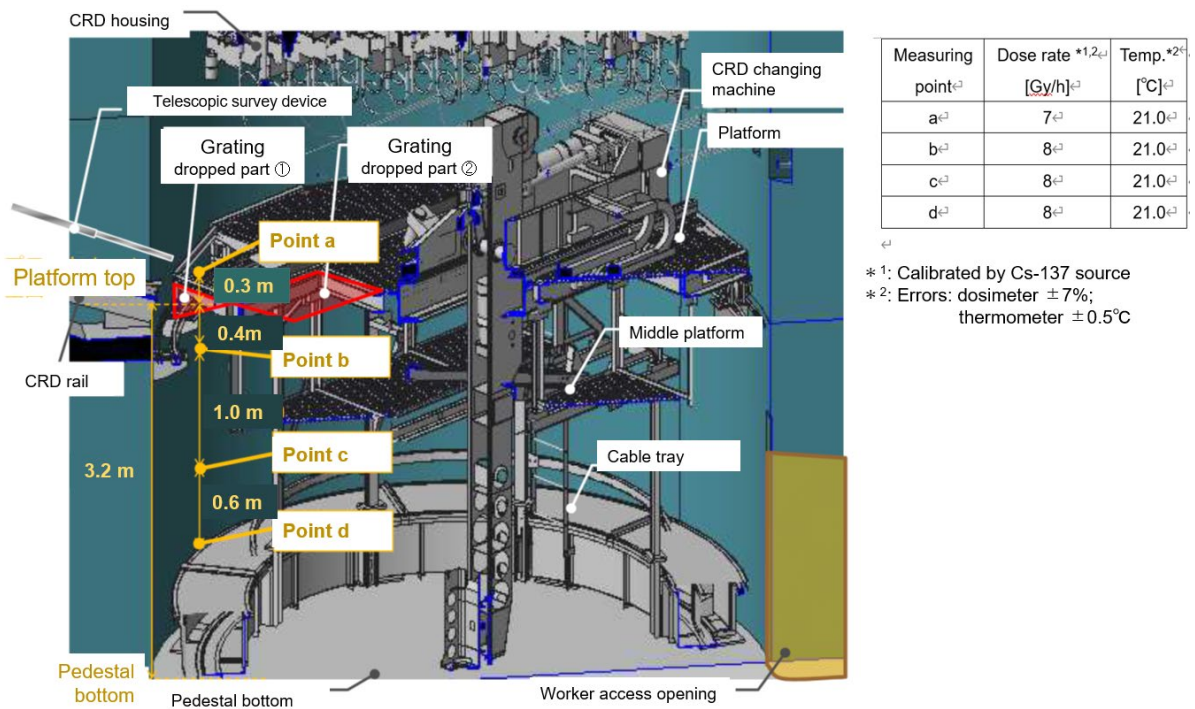 CRD housing
Telescopic survey device
Grating
dropped part ①
Grating
dropped part ②
CRD changing
machine
Platform
Point a
Platform top
0.3 m
0.4m
Point b
Middle platform
CRD rail
1.0 m
Point c
Cable tray
3.2 m
0.6 m
Point d
Pedestal
bottom
Pedestal bottom
Worker access opening
Measuring point↵ Dose rate *1,2↵ [Gy/h]↵ Temp.*2↵ [℃]↵
a↵ 7↵ 21.0↵
b↵ 8↵ 21.0↵
c↵ 8↵ 21.0↵
d↵ 8↵ 21.0↵
↵
*1: Calibrated by Cs-137 source
*2: Errors: dosimeter ±7%;
thermometer ±0.5℃